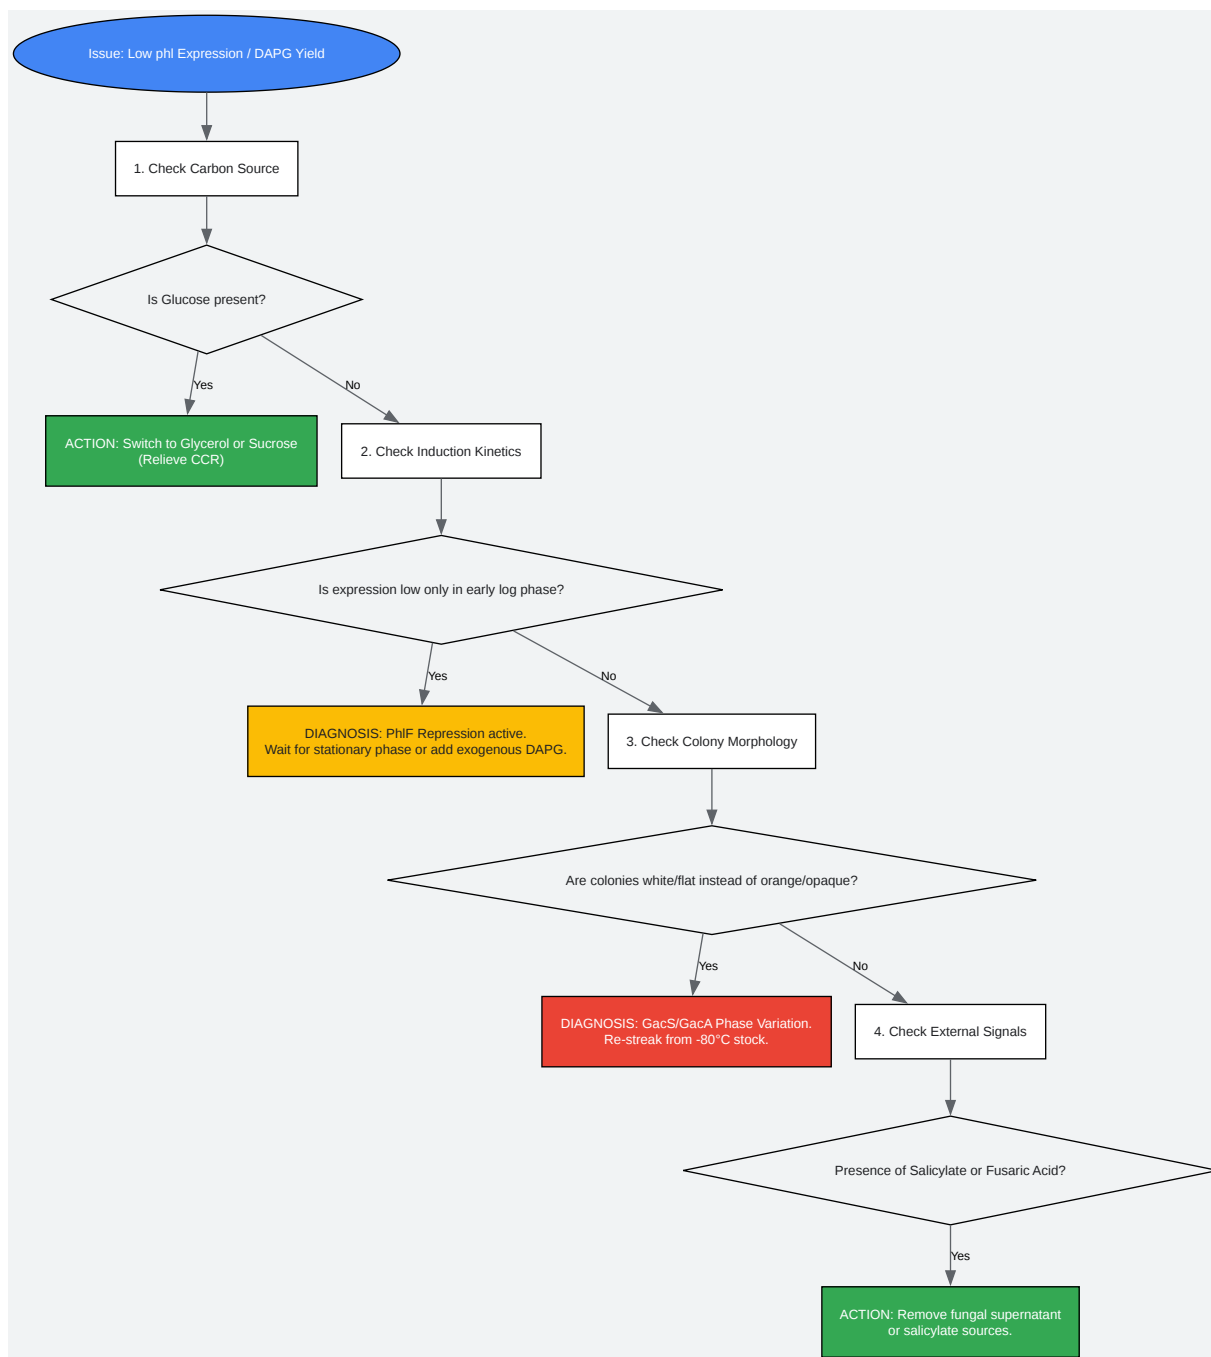 Issue: Low phl Expression / DAPG Yield
1. Check Carbon Source
Is Glucose present?
Yes
No
ACTION: Switch to Glycerol or Sucrose
(Relieve CCR)
2. Check Induction Kinetics
Is expression low only in early log phase?
Yes
No
DIAGNOSIS: PhlF Repression active.
Wait for stationary phase or add exogenous DAPG.
3. Check Colony Morphology
Are colonies white/flat instead of orange/opaque?
Yes
No
DIAGNOSIS: GacS/GacA Phase Variation.
Re-streak from -80°C stock.
4. Check External Signals
Presence of Salicylate or Fusaric Acid?
Yes
ACTION: Remove fungal supernatant
or salicylate sources.